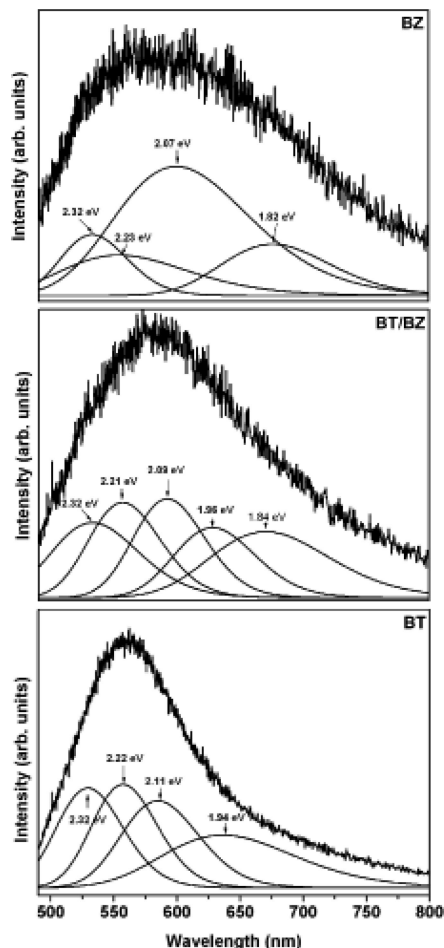 BZ
Intensity (arb. units)
2.07 eV
2.32 eV
2.23 eV
1.82 eV
BT/BZ
Intensity (arb. units)
2.32 eV
2.21 eV
2.09 eV
1.96 eV
1.84 eV
BT
Intensity (arb. units)
2.32 eV
2.22 eV
2.11 eV
1.94 eV
500 550 600 650 700 750 800
Wavelength (nm)